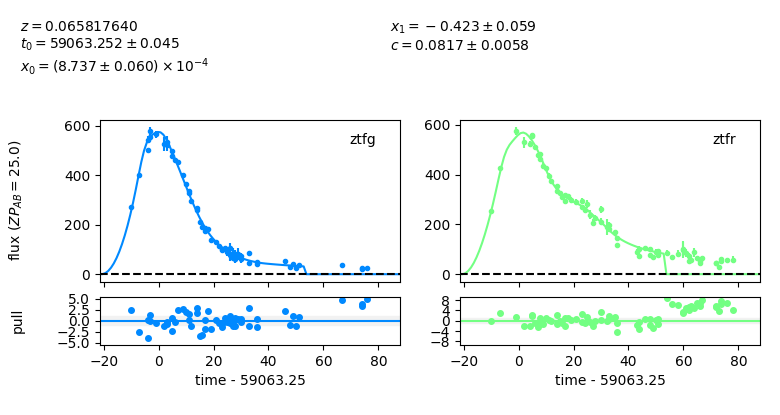 z = 0.065817640
t₀ = 59063.252 ± 0.045
x₀ = (8.737 ± 0.060) × 10⁻⁴
x₁ = −0.423 ± 0.059
c = 0.0817 ± 0.0058
flux (ZP_AB = 25.0)
600
400
200
0
ztfg
600
400
200
0
ztfr
pull
5.0
2.5
0.0
−2.5
−5.0
−20 0 20 40 60 80
time - 59063.25
8
4
0
−4
−8
−20 0 20 40 60 80
time - 59063.25